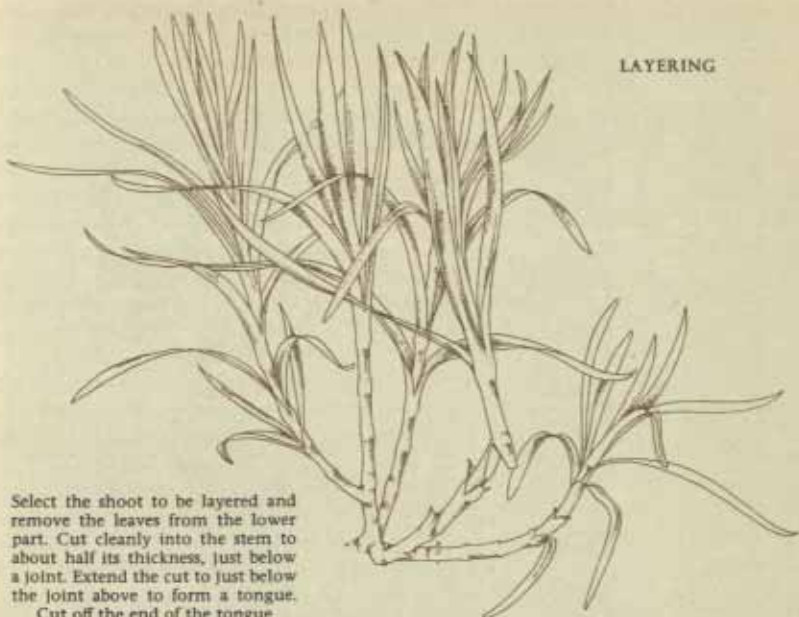 LAYERING
Select the shoot to be layered and
remove the leaves from the lower
part. Cut cleanly into the stem to
about half its thickness, just below
a joint. Extend the cut to just below
the joint above to form a tongue.
Cut off the end of the tongue